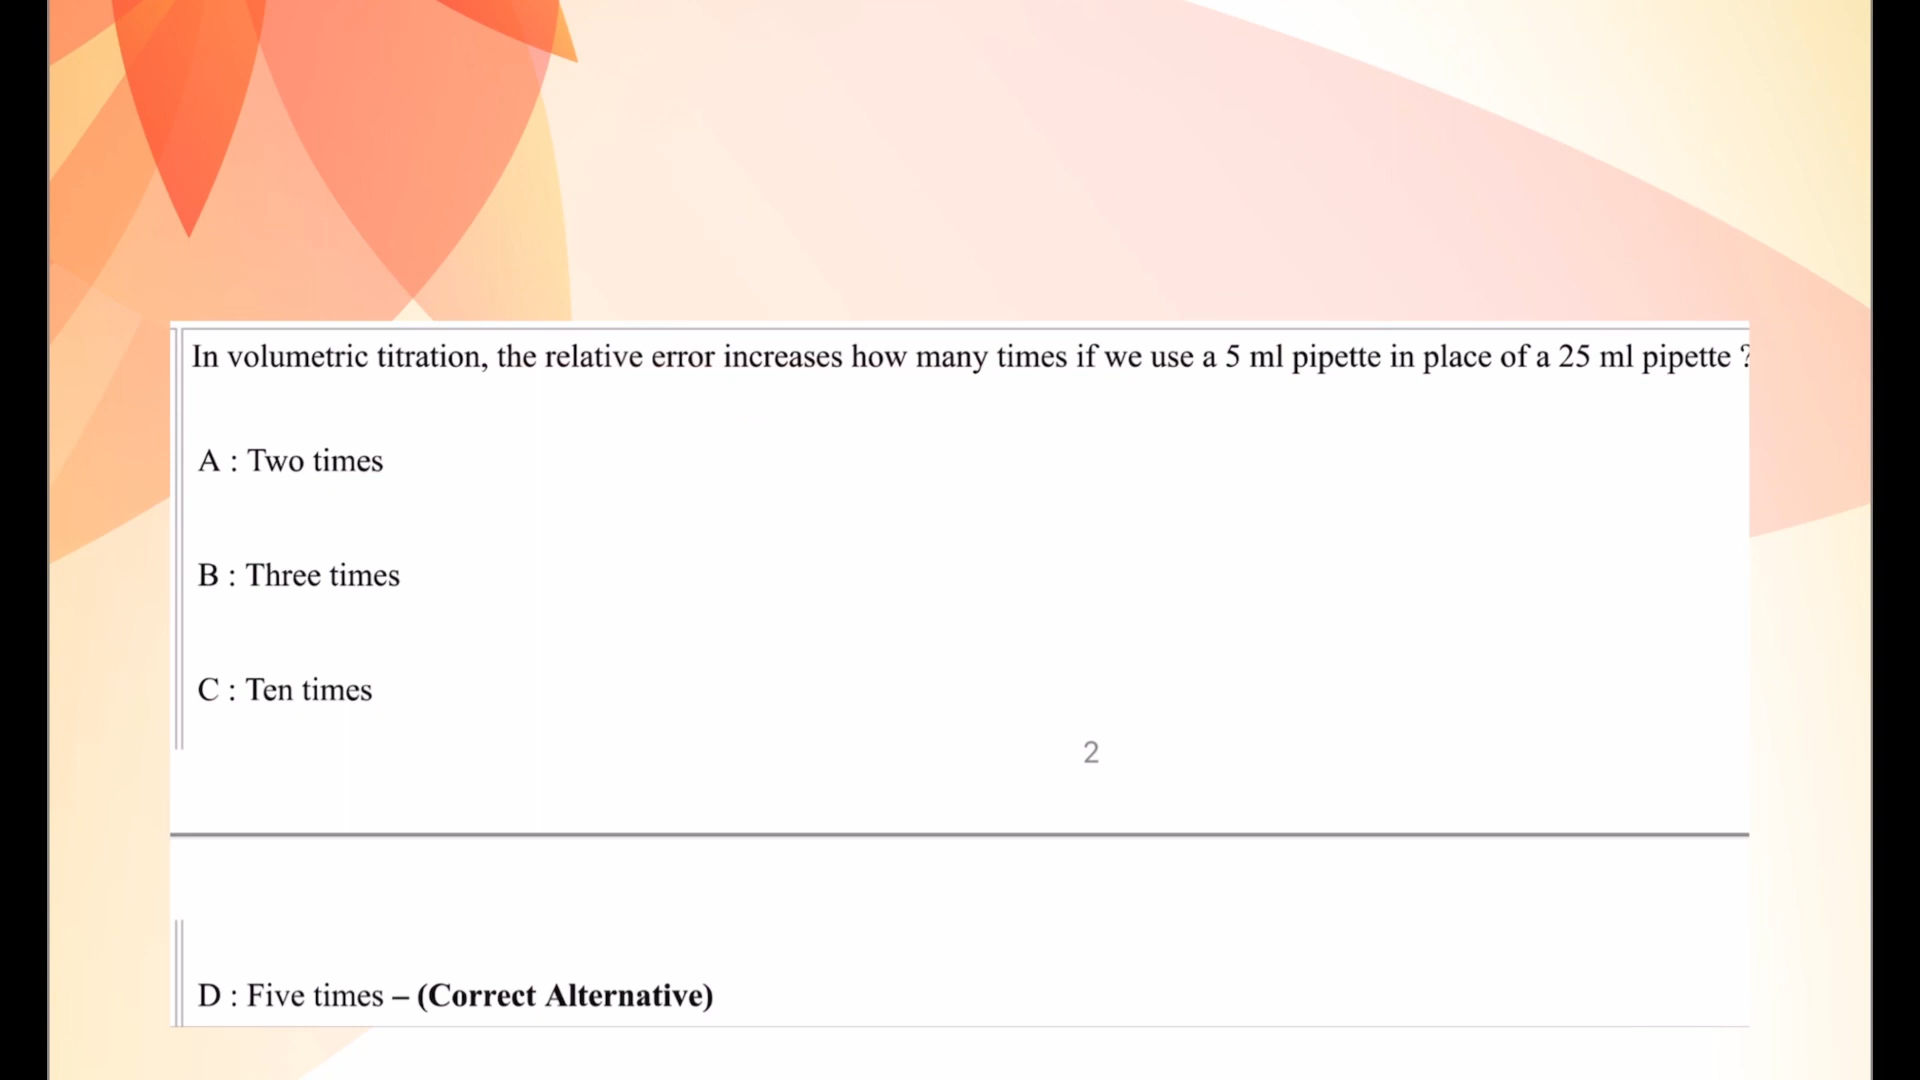 In volumetric titration, the relative error increases how many times if we use a 5 ml pipette in place of a 25 ml pipette ?
A : Two times
B : Three times
C : Ten times
2
D : Five times – (Correct Alternative)